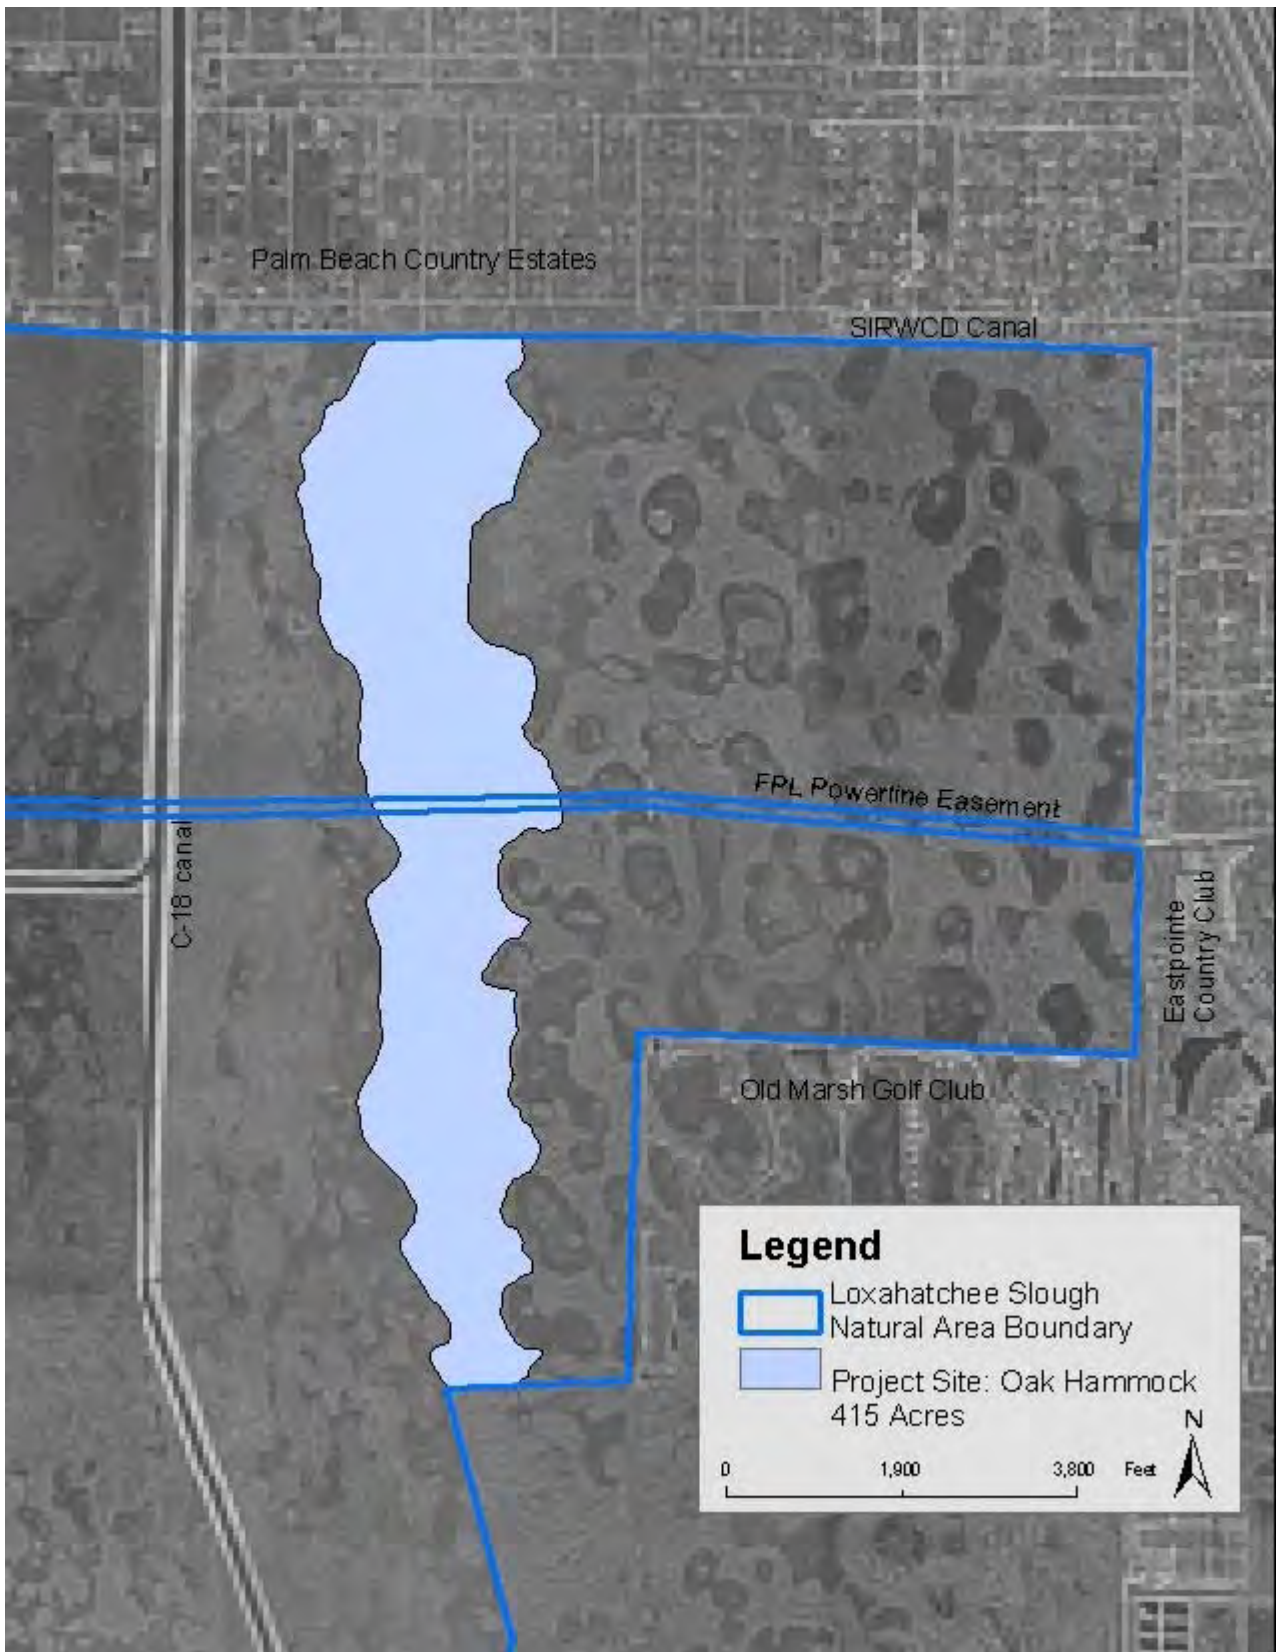 Palm Beach Country Estates
SIRWCD Canal
FPL Powerline Easement
C-18 canal
Eastpointe
Country Club
Old Marsh Golf Club
Legend
Loxahatchee Slough
Natural Area Boundary
Project Site: Oak Hammock
415 Acres
N
0 1,900 3,800 Feet